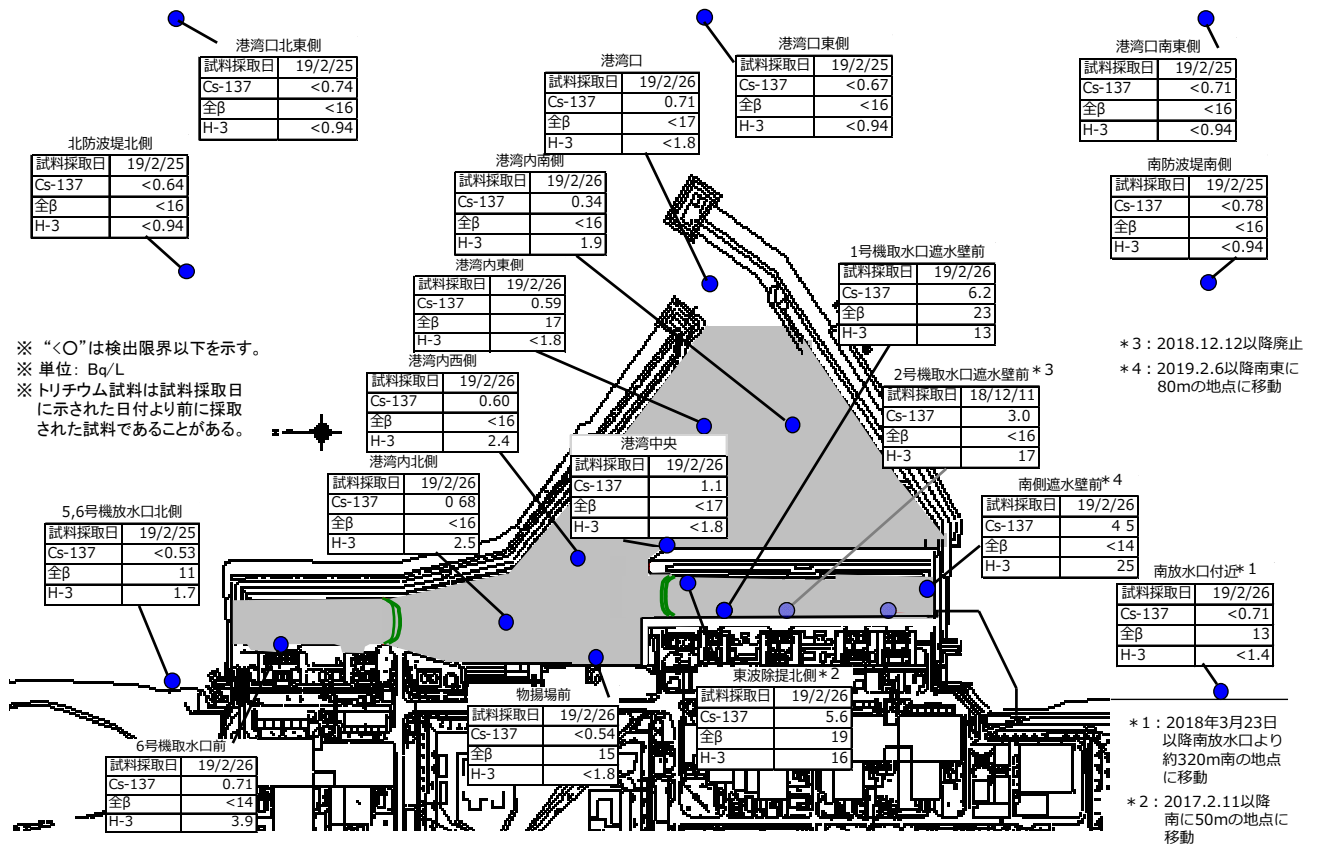 港湾口北東側
試料採取日 19/2/25
Cs-137 <0.74
全β <16
H-3 <0.94
港湾口
試料採取日 19/2/26
Cs-137 0.71
全β <17
H-3 <1.8
港湾口東側
試料採取日 19/2/25
Cs-137 <0.67
全β <16
H-3 <0.94
港湾口南東側
試料採取日 19/2/25
Cs-137 <0.71
全β <16
H-3 <0.94
北防波堤北側
試料採取日 19/2/25
Cs-137 <0.64
全β <16
H-3 <0.94
港湾内南側
試料採取日 19/2/26
Cs-137 0.34
全β <16
H-3 1.9
南防波堤南側
試料採取日 19/2/25
Cs-137 <0.78
全β <16
H-3 <0.94
港湾内東側
試料採取日 19/2/26
Cs-137 0.59
全β 17
H-3 <1.8
1号機取水口遮水壁前
試料採取日 19/2/26
Cs-137 6.2
全β 23
H-3 13
※ “<○”は検出限界以下を示す。
※ 単位: Bq/L
※ トリチウム試料は試料採取日
に示された日付より前に採取
された試料であることがある。
N
*3:2018.12.12以降廃止
*4:2019.2.6以降南東に
80mの地点に移動
港湾内西側
試料採取日 19/2/26
Cs-137 0.60
全β <16
H-3 2.4
2号機取水口遮水壁前*3
試料採取日 18/12/11
Cs-137 3.0
全β <16
H-3 17
港湾中央
試料採取日 19/2/26
Cs-137 1.1
全β <17
H-3 <1.8
港湾内北側
試料採取日 19/2/26
Cs-137 0 68
全β <16
H-3 2.5
南側遮水壁前*4
試料採取日 19/2/26
Cs-137 4 5
全β <14
H-3 25
5,6号機放水口北側
試料採取日 19/2/25
Cs-137 <0.53
全β 11
H-3 1.7
南放水口付近*1
試料採取日 19/2/26
Cs-137 <0.71
全β 13
H-3 <1.4
東波除堤北側*2
試料採取日 19/2/26
Cs-137 5.6
全β 19
H-3 16
物揚場前
試料採取日 19/2/26
Cs-137 <0.54
全β 15
H-3 <1.8
6号機取水口前
試料採取日 19/2/26
Cs-137 0.71
全β <14
H-3 3.9
*1:2018年3月23日
以降南放水口より
約320m南の地点
に移動
*2:2017.2.11以降
南に50mの地点に
移動